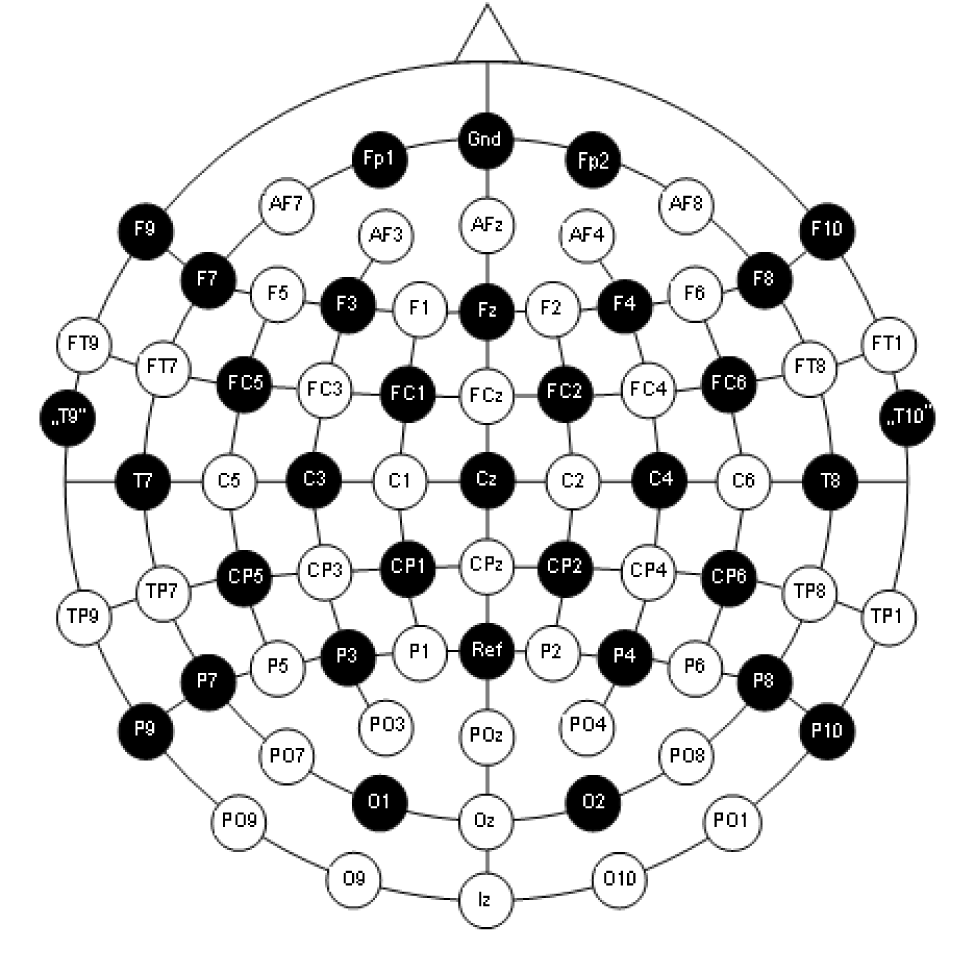 Gnd
Fp1
Fp2
AF7
AF8
AFz
F9
F10
AF3
AF4
F7
F5
F3
F1
Fz
F2
F4
F6
F8
FT9
FT7
FC5
FC3
FC1
FCz
FC2
FC4
FC6
FT8
FT1
„T9"
„T10"
T7
C5
C3
C1
Cz
C2
C4
C6
T8
TP9
TP7
CP5
CP3
CP1
CPz
CP2
CP4
CP6
TP8
TP1
P7
P5
P3
P1
Ref
P2
P4
P6
P8
P9
PO3
POz
PO4
P10
PO7
PO8
O1
O2
PO9
Oz
PO1
O9
O10
Iz